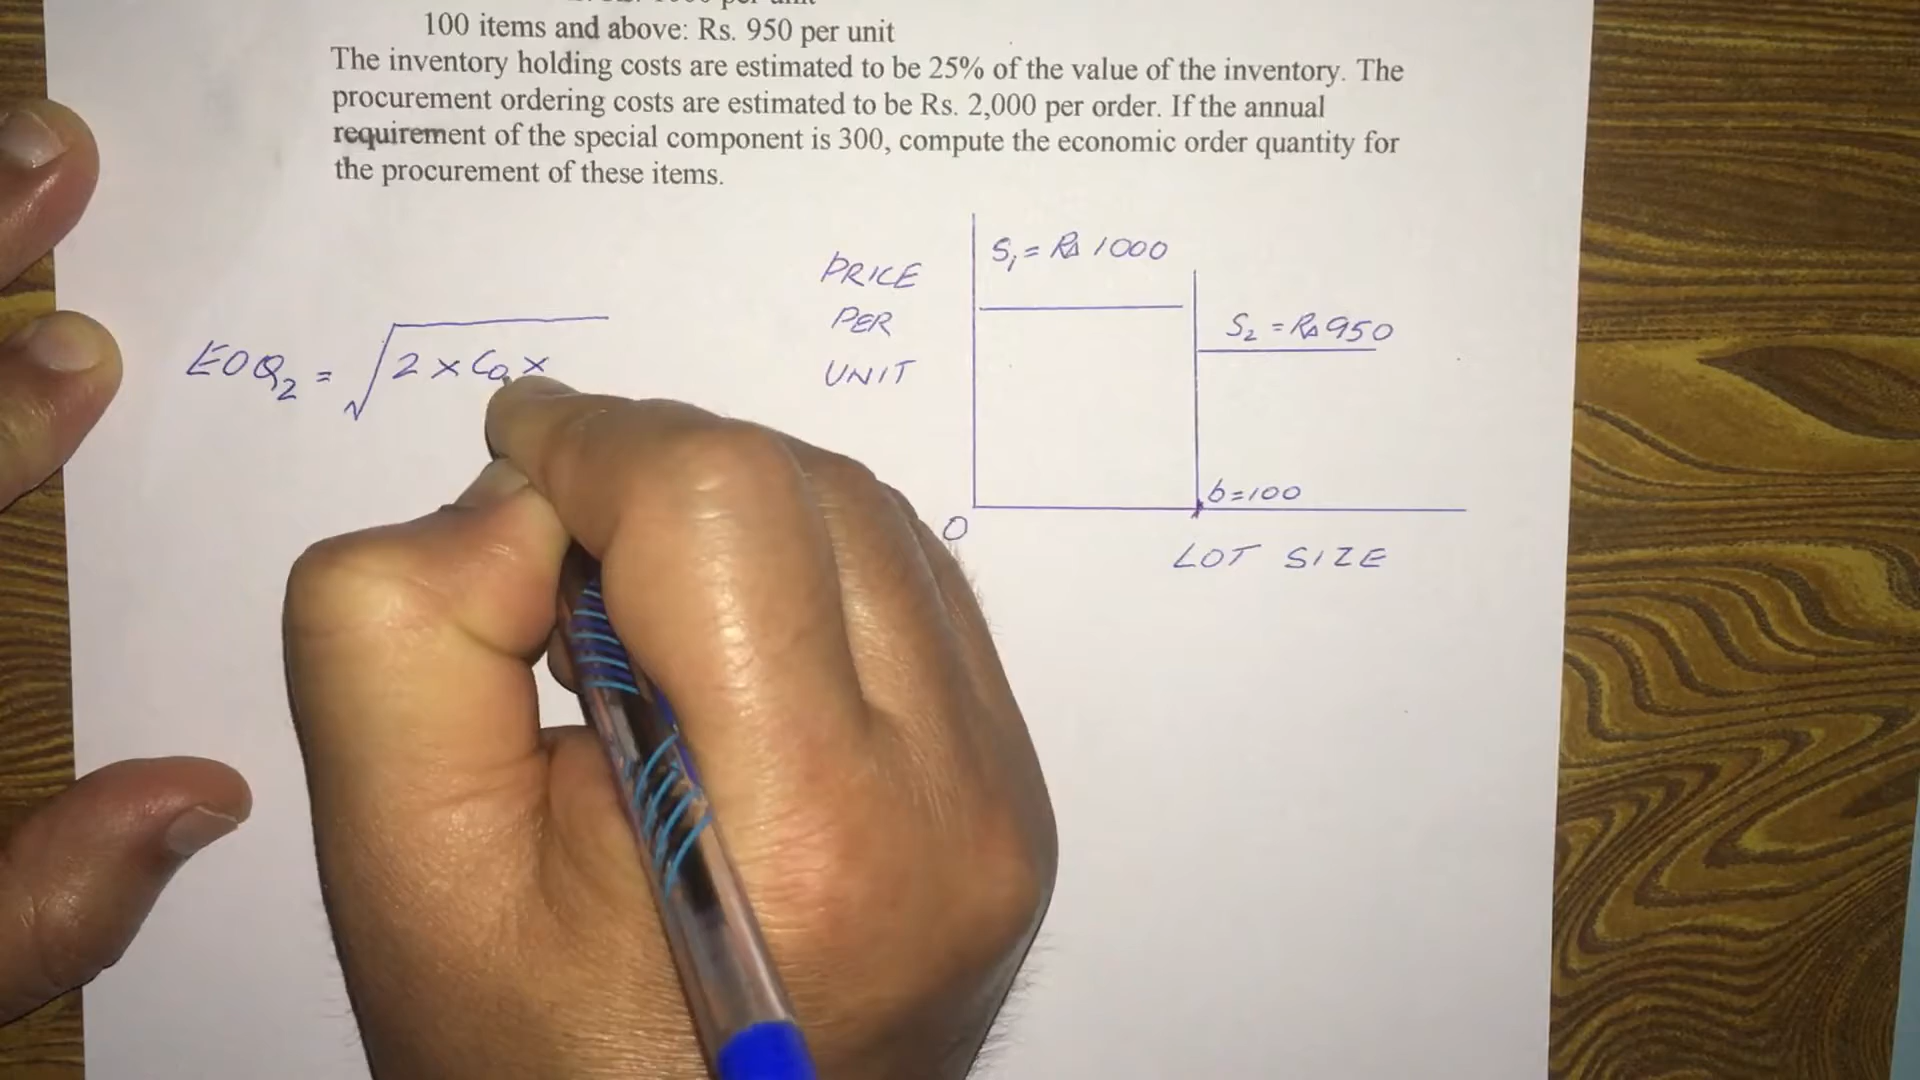 100 items and above: Rs. 950 per unit
The inventory holding costs are estimated to be 25% of the value of the inventory. The
procurement ordering costs are estimated to be Rs. 2,000 per order. If the annual
requirement of the special component is 300, compute the economic order quantity for
the procurement of these items.
S₁ = Rs 1000
PRICE
PER
UNIT
S₂ = Rs 950
EOQ₂ = √2 × C₀ ×
b=100
0
LOT SIZE